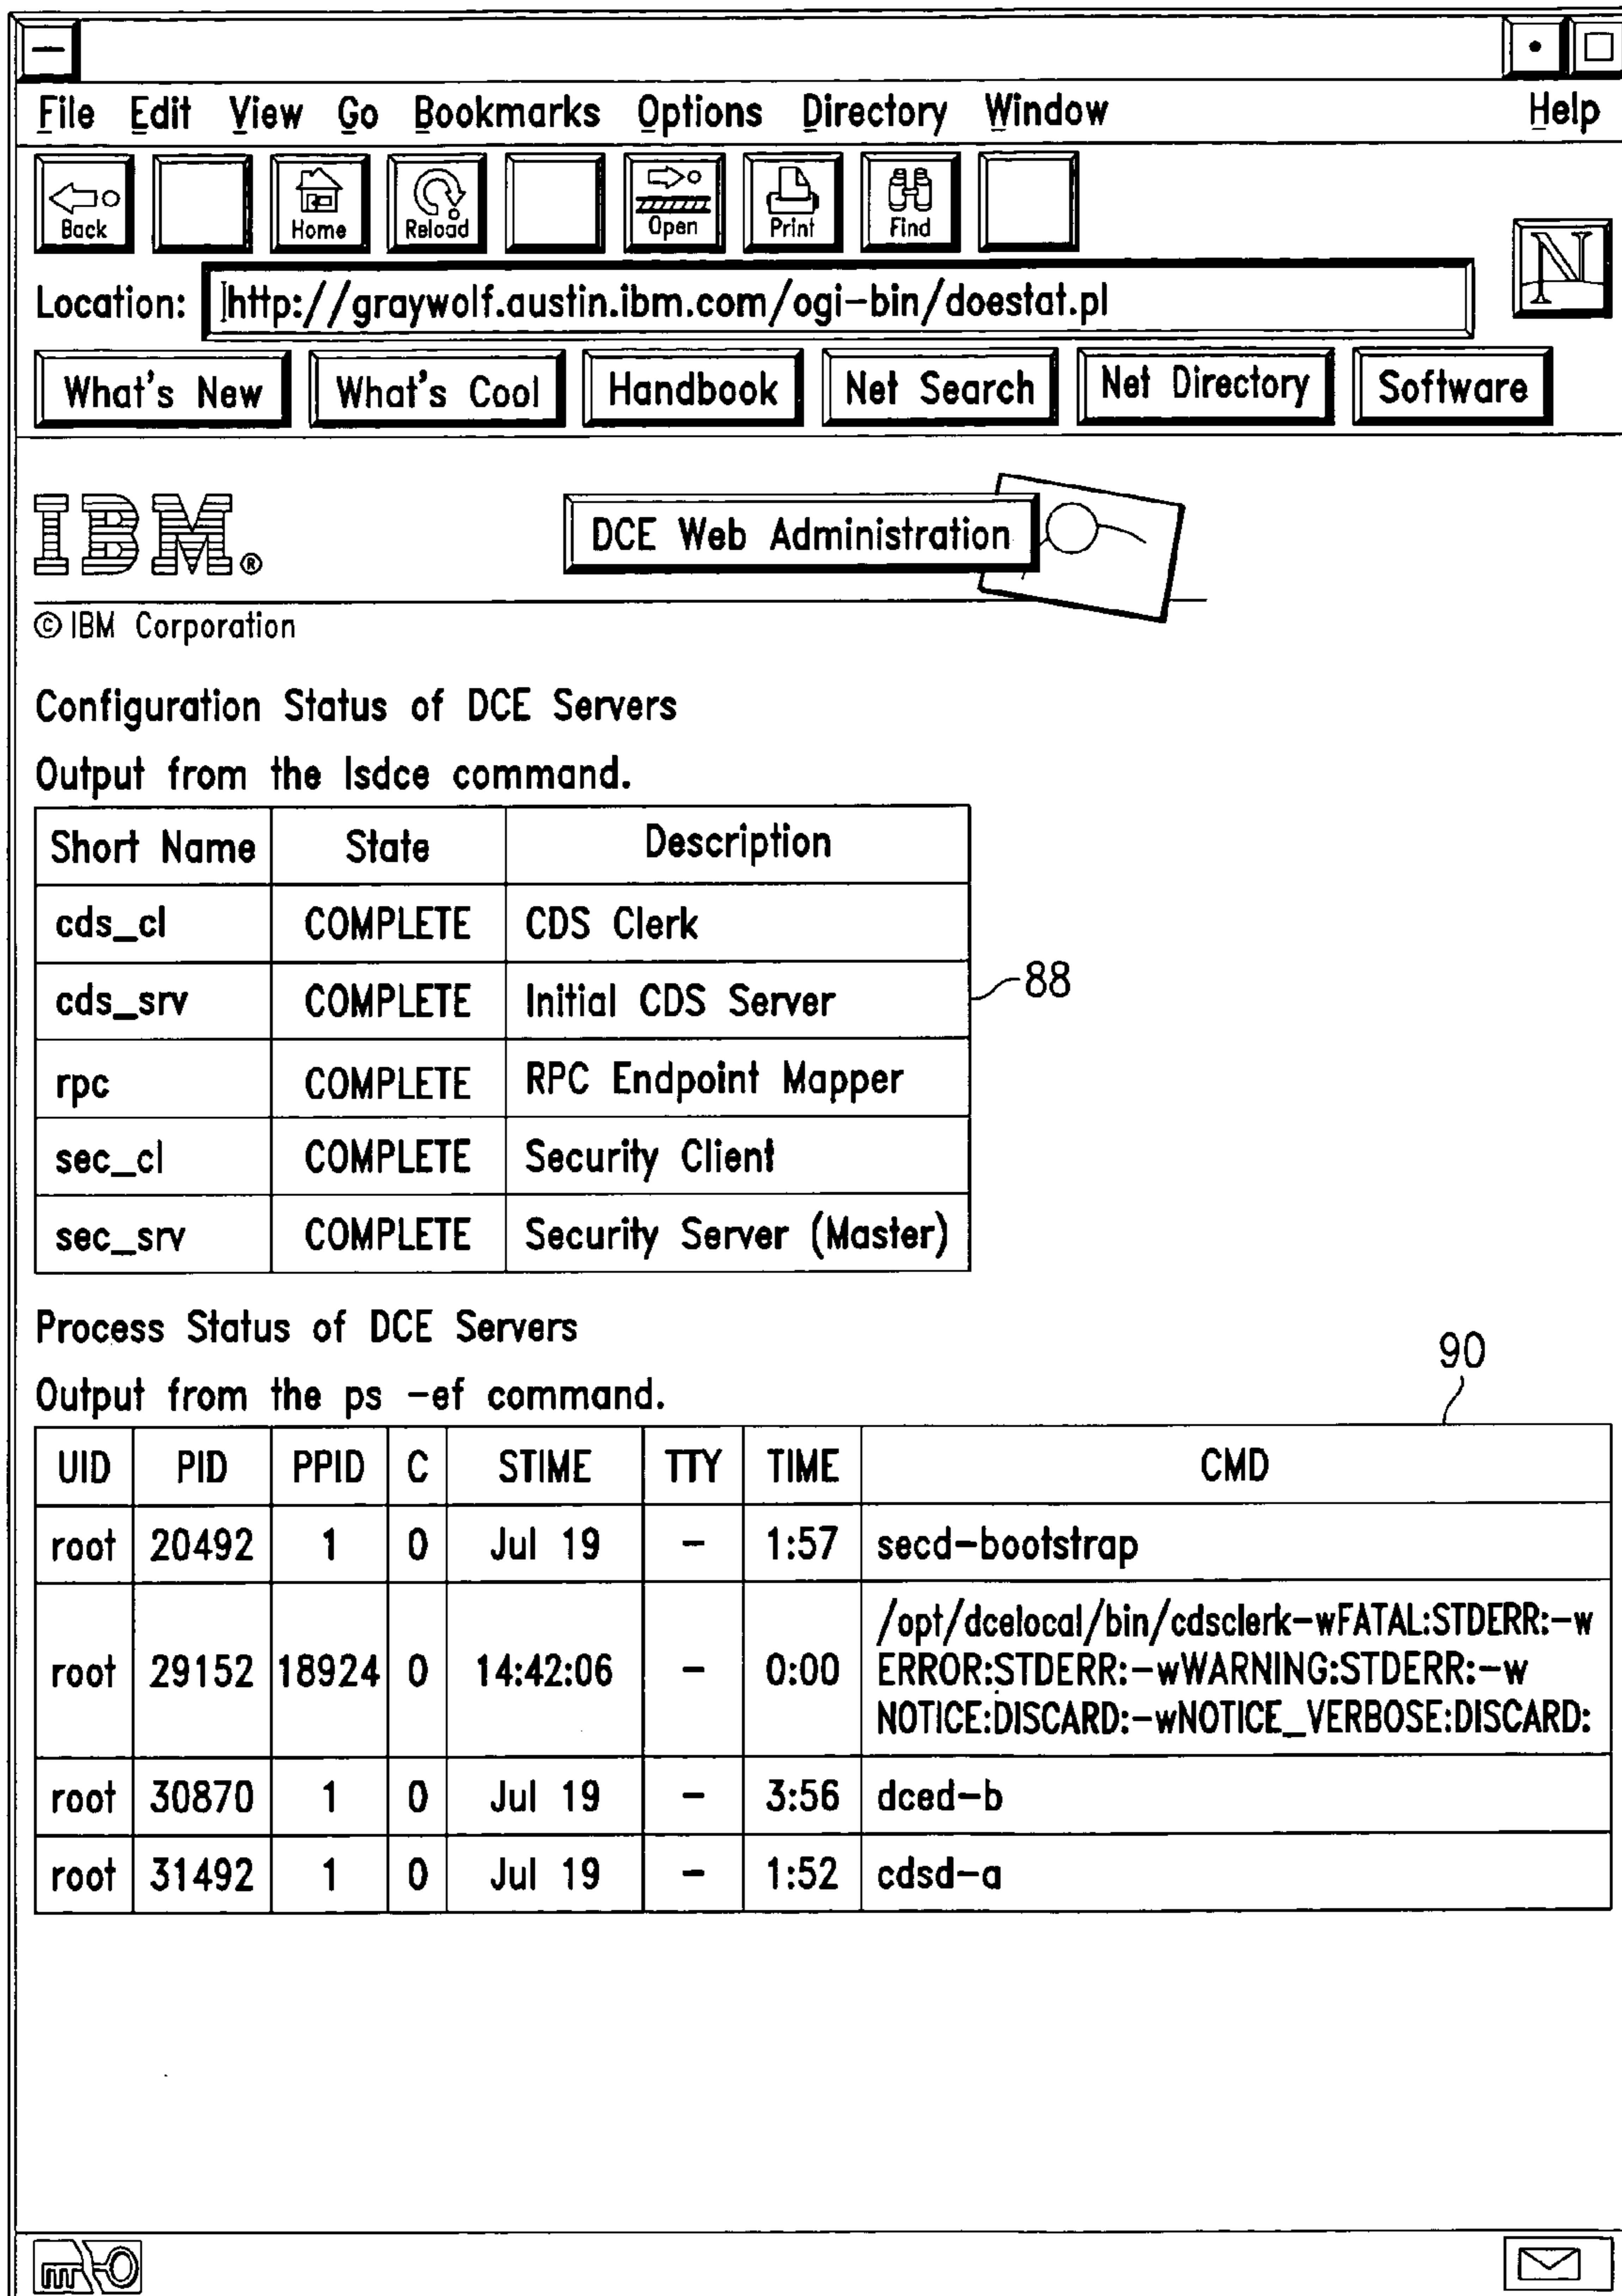 File Edit View Go Bookmarks Options Directory Window Help
Back Home Reload Open Print Find
N
Location: http://graywolf.austin.ibm.com/ogi-bin/doestat.pl
What's New What's Cool Handbook Net Search Net Directory Software
IBM®
DCE Web Administration
© IBM Corporation
Configuration Status of DCE Servers
Output from the lsdce command.
Short Name State Description
cds_cl COMPLETE CDS Clerk
cds_srv COMPLETE Initial CDS Server
88
rpc COMPLETE RPC Endpoint Mapper
sec_cl COMPLETE Security Client
sec_srv COMPLETE Security Server (Master)
Process Status of DCE Servers
90
Output from the ps -ef command.
UID PID PPID C STIME TTY TIME CMD
root 20492 1 0 Jul 19 - 1:57 secd-bootstrap
root 29152 18924 0 14:42:06 - 0:00 /opt/dcelocal/bin/cdsclerk-wFATAL:STDERR:-w
ERROR:STDERR:-wWARNING:STDERR:-w
NOTICE:DISCARD:-wNOTICE_VERBOSE:DISCARD:
root 30870 1 0 Jul 19 - 3:56 dced-b
root 31492 1 0 Jul 19 - 1:52 cdsd-a